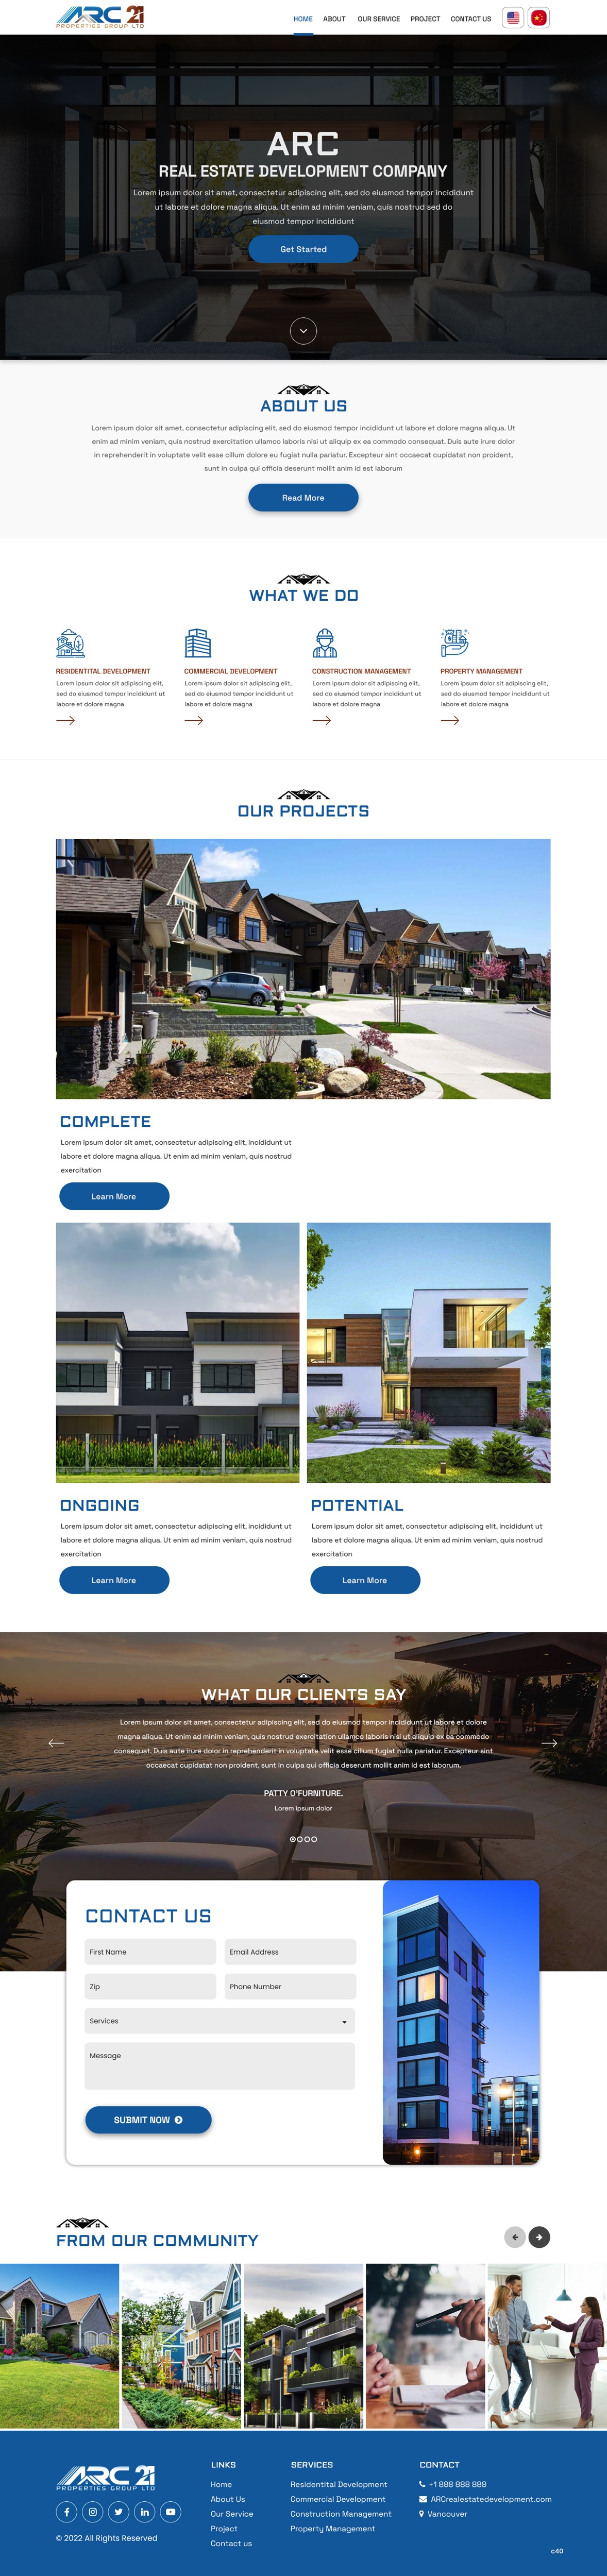 ARC 21
PROPERTIES GROUP LTD
HOME ABOUT OUR SERVICE PROJECT CONTACT US
ARC
REAL ESTATE DEVELOPMENT COMPANY
Lorem ipsum dolor sit amet, consectetur adipiscing elit, sed do eiusmod tempor incididunt
ut labore et dolore magna aliqua. Ut enim ad minim veniam, quis nostrud sed do
eiusmod tempor incididunt
Get Started
ABOUT US
Lorem ipsum dolor sit amet, consectetur adipiscing elit, sed do eiusmod tempor incididunt ut labore et dolore magna aliqua. Ut
enim ad minim veniam, quis nostrud exercitation ullamco laboris nisi ut aliquip ex ea commodo consequat. Duis aute irure dolor
in reprehenderit in voluptate velit esse cillum dolore eu fugiat nulla pariatur. Excepteur sint occaecat cupidatat non proident,
sunt in culpa qui officia deserunt mollit anim id est laborum
Read More
WHAT WE DO
RESIDENTITAL DEVELOPMENT
Lorem ipsum dolor sit adipiscing elit,
sed do eiusmod tempor incididunt ut
labore et dolore magna
COMMERCIAL DEVELOPMENT
Lorem ipsum dolor sit adipiscing elit,
sed do eiusmod tempor incididunt ut
labore et dolore magna
CONSTRUCTION MANAGEMENT
Lorem ipsum dolor sit adipiscing elit,
sed do eiusmod tempor incididunt ut
labore et dolore magna
PROPERTY MANAGEMENT
Lorem ipsum dolor sit adipiscing elit,
sed do eiusmod tempor incididunt ut
labore et dolore magna
OUR PROJECTS
COMPLETE
Lorem ipsum dolor sit amet, consectetur adipiscing elit, incididunt ut
labore et dolore magna aliqua. Ut enim ad minim veniam, quis nostrud
exercitation
Learn More
ONGOING
Lorem ipsum dolor sit amet, consectetur adipiscing elit, incididunt ut
labore et dolore magna aliqua. Ut enim ad minim veniam, quis nostrud
exercitation
Learn More
POTENTIAL
Lorem ipsum dolor sit amet, consectetur adipiscing elit, incididunt ut
labore et dolore magna aliqua. Ut enim ad minim veniam, quis nostrud
exercitation
Learn More
WHAT OUR CLIENTS SAY
Lorem ipsum dolor sit amet, consectetur adipiscing elit, sed do eiusmod tempor incididunt ut labore et dolore
magna aliqua. Ut enim ad minim veniam, quis nostrud exercitation ullamco laboris nisi ut aliquip ex ea commodo
consequat. Duis aute irure dolor in reprehenderit in voluptate velit esse cillum fugiat nulla pariatur. Excepteur sint
occaecat cupidatat non proident, sunt in culpa qui officia deserunt mollit anim id est laborum.
PATTY O'FURNITURE.
Lorem ipsum dolor
CONTACT US
First Name
Email Address
Zip
Phone Number
Services
Message
SUBMIT NOW
FROM OUR COMMUNITY
ARC 21
PROPERTIES GROUP LTD
© 2022 All Rights Reserved
LINKS
Home
About Us
Our Service
Project
Contact us
SERVICES
Residentital Development
Commercial Development
Construction Management
Property Management
CONTACT
+1 888 888 888
ARCrealestatedevelopment.com
Vancouver
c40